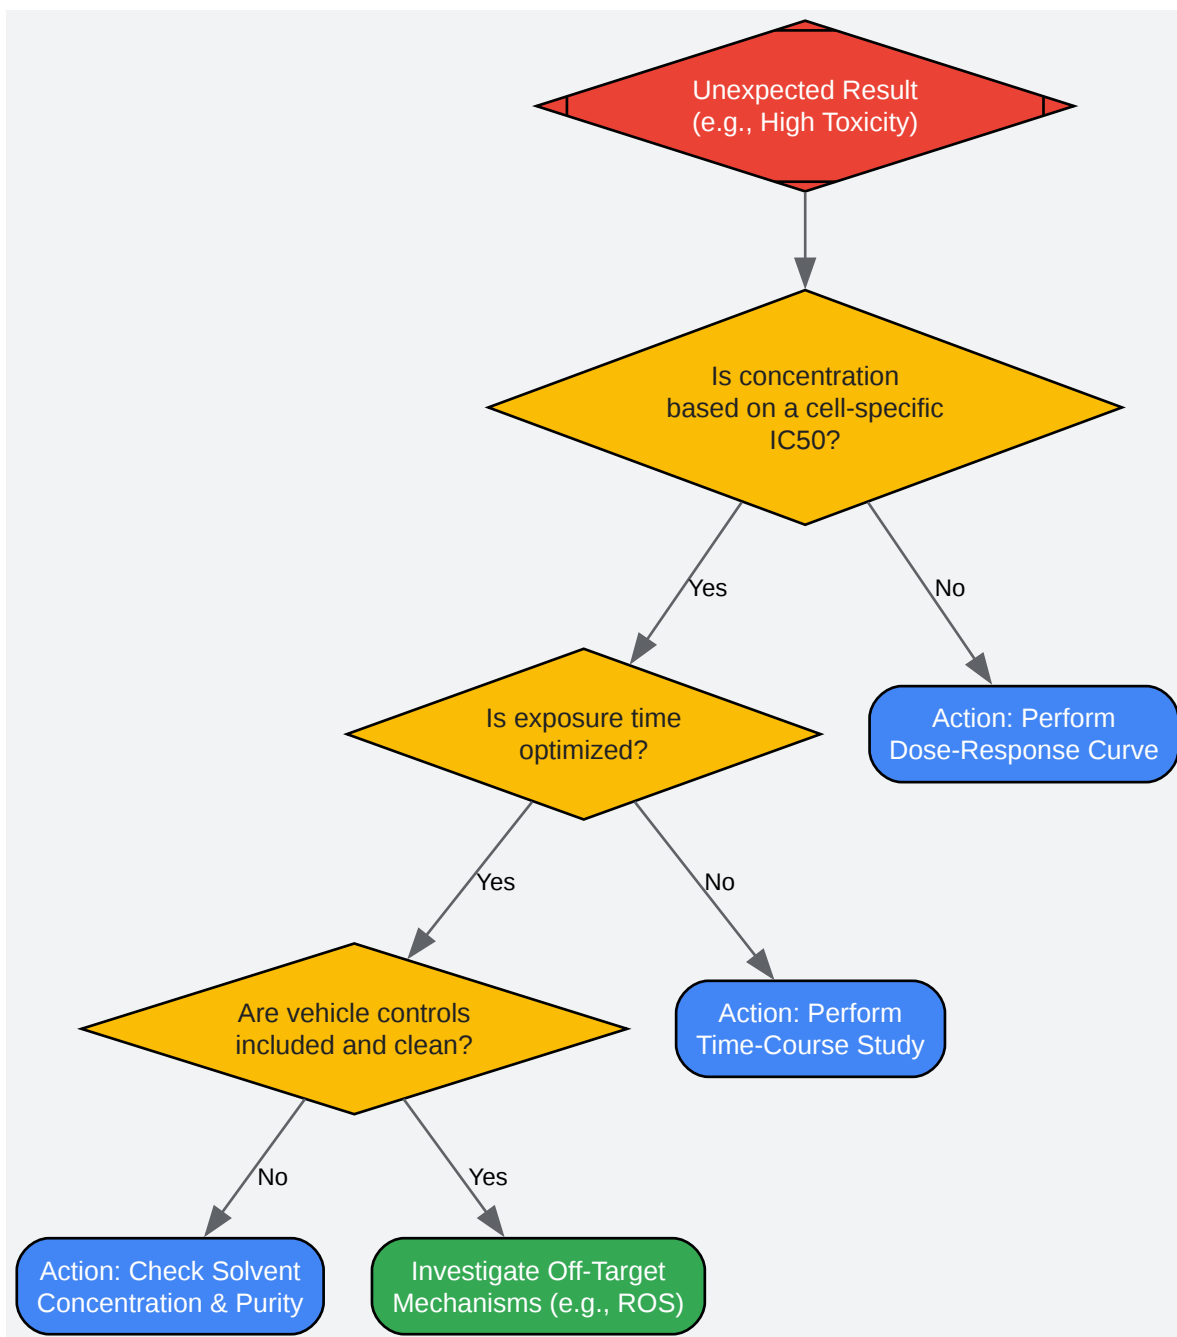 Unexpected Result
(e.g., High Toxicity)
Is concentration
based on a cell-specific
IC50?
Yes
No
Is exposure time
optimized?
Action: Perform
Dose-Response Curve
Yes
No
Are vehicle controls
included and clean?
Action: Perform
Time-Course Study
No
Yes
Action: Check Solvent
Concentration & Purity
Investigate Off-Target
Mechanisms (e.g., ROS)